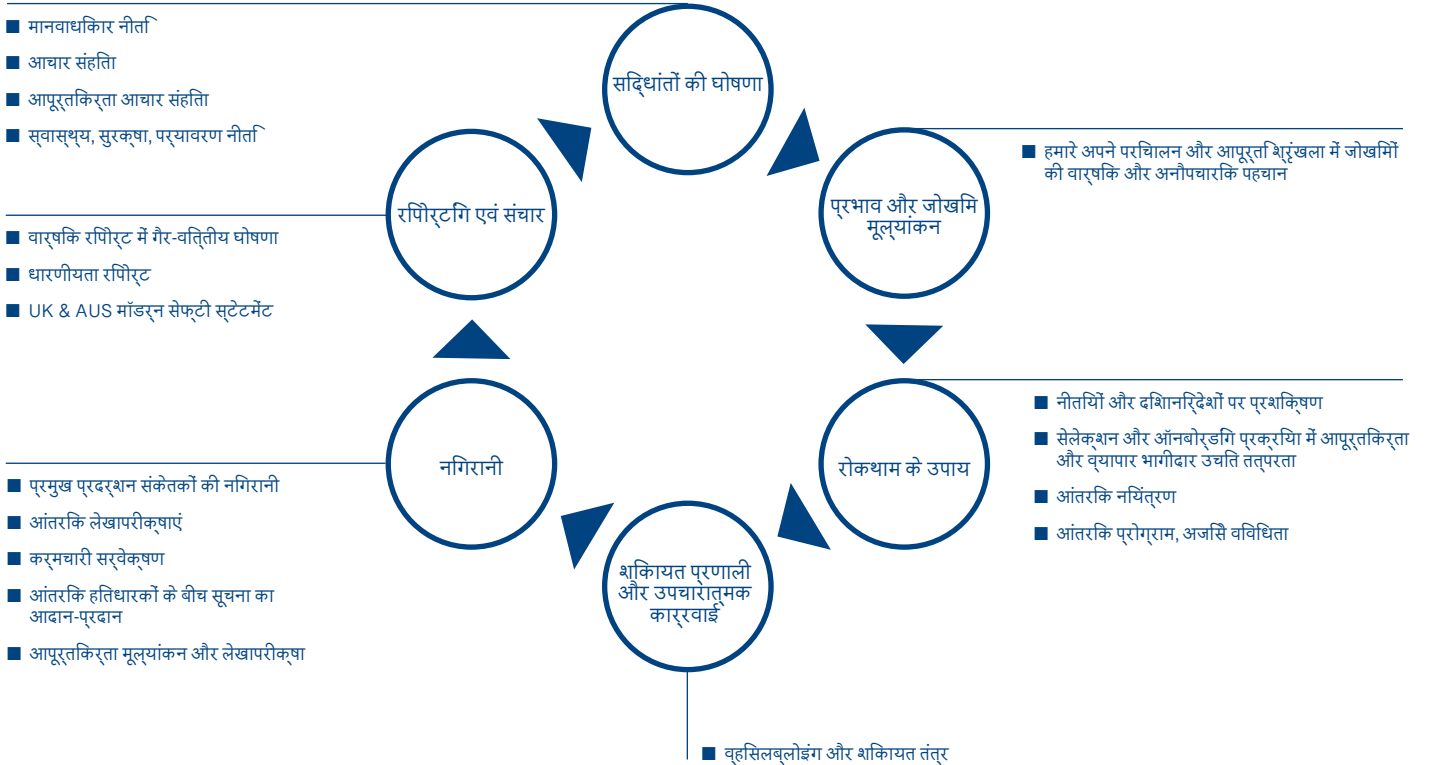 सिद्धांतों की घोषणा
■ मानवाधिकार नीति
■ आचार संहिता
■ आपूर्तिकर्ता आचार संहिता
■ स्वास्थ्य, सुरक्षा, पर्यावरण नीति
प्रभाव और जोखिम
मूल्यांकन
■ हमारे अपने परिचालन और आपूर्ति श्रृंखला में जोखिमों
की वार्षिक और अनौपचारिक पहचान
रोकथाम के उपाय
■ नीतियों और दिशानिर्देशों पर प्रशिक्षण
■ सेलेक्शन और ऑनबोर्डिंग प्रक्रिया में आपूर्तिकर्ता
और व्यापार भागीदार उचित तत्परता
■ आंतरिक नियंत्रण
■ आंतरिक प्रोग्राम, अजसिे विविधिता
शिकायत प्रणाली
और उपचारात्मक
कार्रवाई
■ व्हिसिलब्लोइंग और शिकायत तंत्र
निगरानी
■ प्रमुख प्रदर्शन संकेतकों की निगरानी
■ आंतरिक लेखापरीक्षाएं
■ कर्मचारी सर्वेक्षण
■ आंतरिक हितधारकों के बीच सूचना का
आदान-प्रदान
■ आपूर्तिकर्ता मूल्यांकन और लेखापरीक्षा
रिपोर्टिंग एवं संचार
■ वार्षिक रिपोर्ट में गैर-वित्तीय घोषणा
■ धारणीयता रिपोर्ट
■ UK & AUS मॉडर्न सेफ्टी स्टेटमेंट